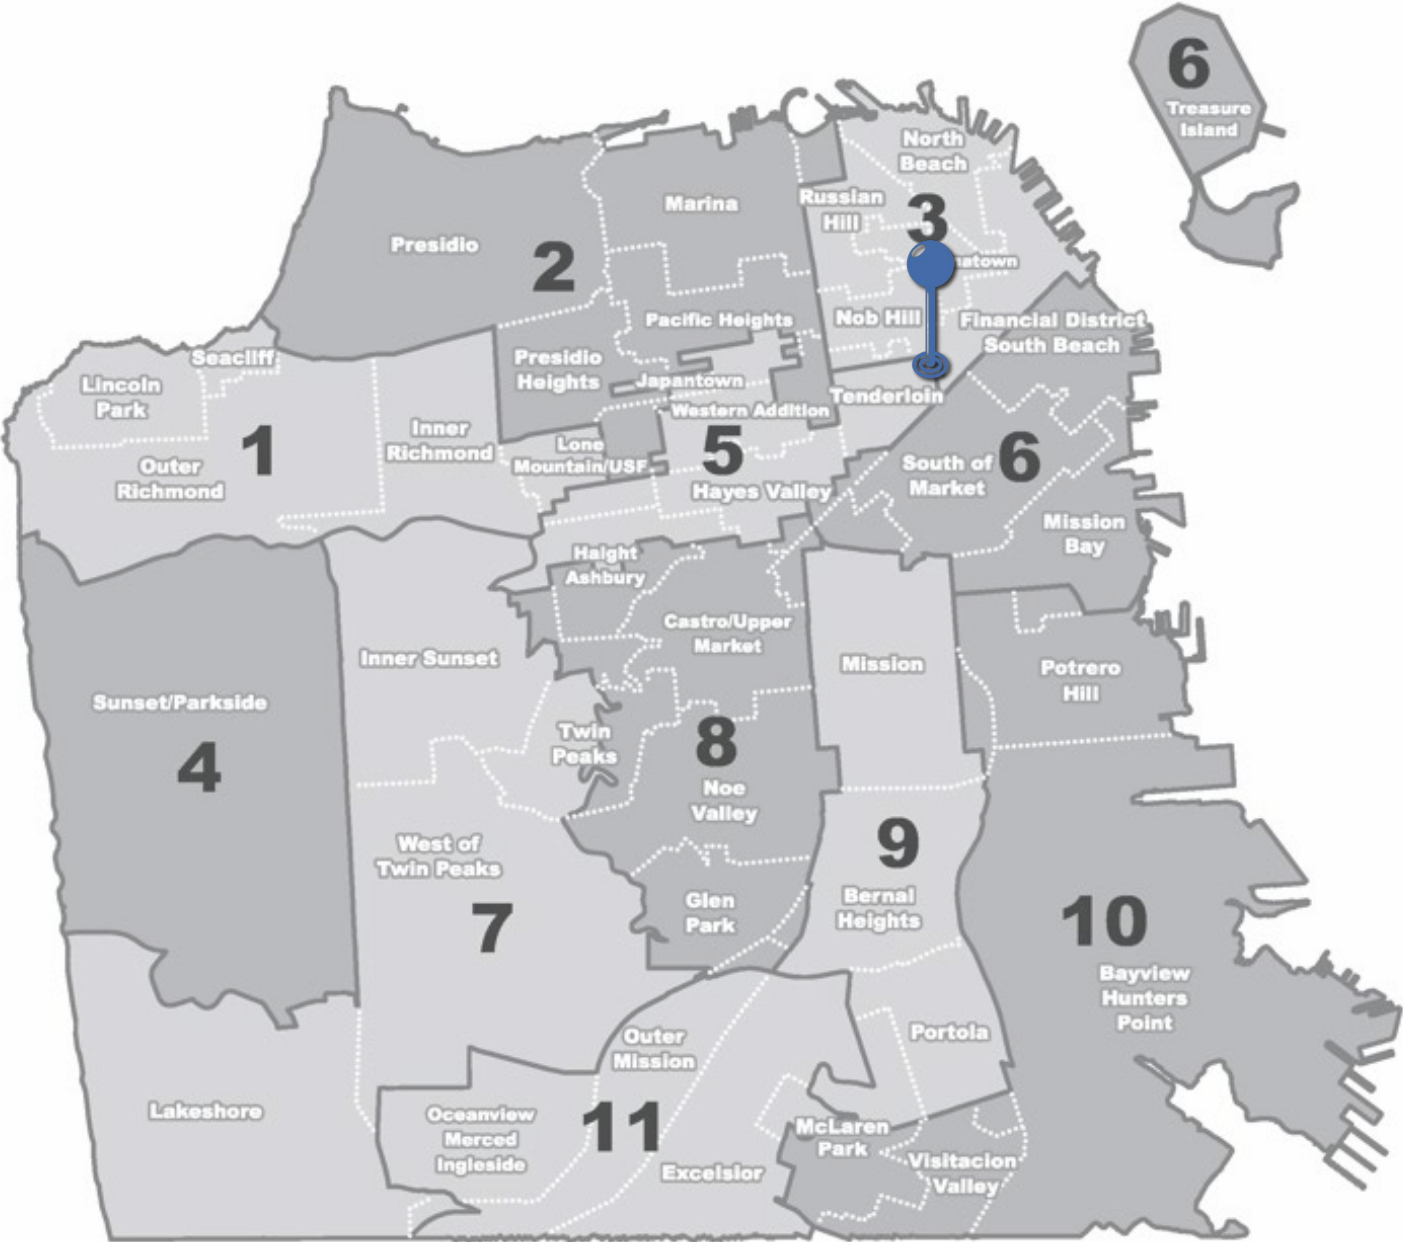 6
Treasure
Island
North
Beach
Russian
Hill
3
Marina
Presidio
2
natown
Nob Hill
Financial District
South Beach
Pacific Heights
Presidio
Heights
Seacliff
Lincoln
Park
Japantown
Tenderloin
Western Addition
1
Inner
Richmond
Lone
Mountain/USF
5
6
South of
Market
Outer
Richmond
Hayes Valley
Mission
Bay
Haight
Ashbury
Castro/Upper
Market
Inner Sunset
Mission
Potrero
Hill
Sunset/Parkside
4
Twin
Peaks
8
Noe
Valley
West of
Twin Peaks
9
7
Glen
Park
Bernal
Heights
10
Bayview
Hunters
Point
Outer
Mission
Portola
Lakeshore
Oceanview
Merced
Ingleside
11
McLaren
Park
Excelsior
Visitacion
Valley